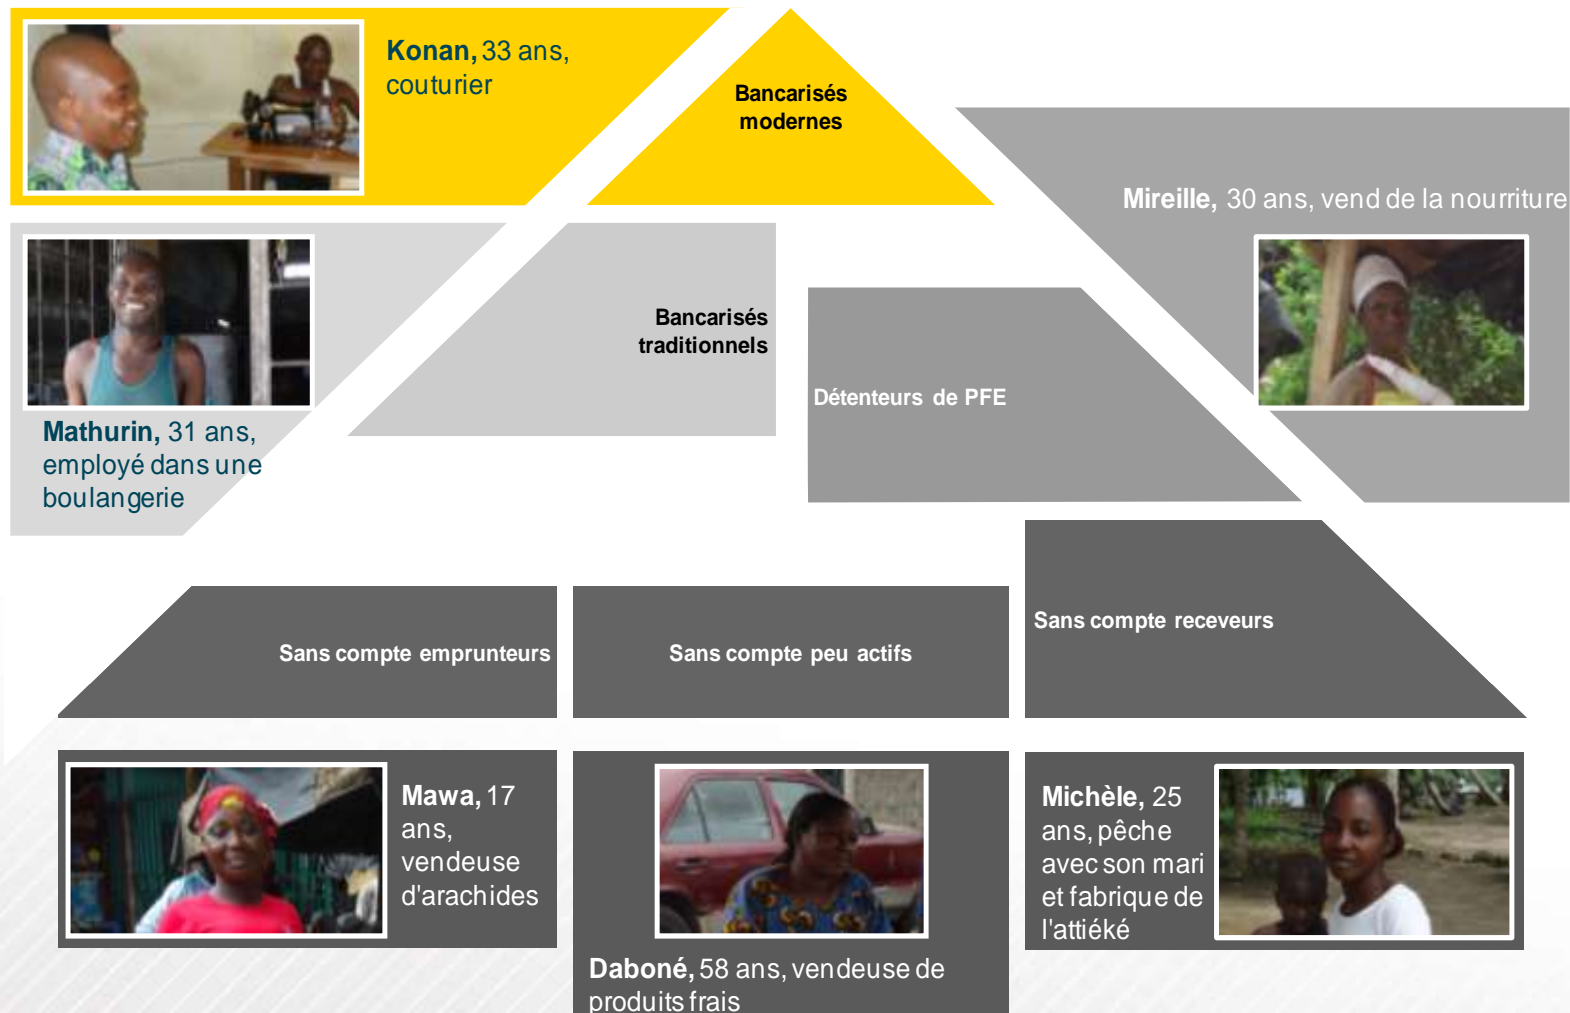 Konan, 33 ans,
couturier
Bancarisés
modernes
Mireille, 30 ans, vend de la nourriture
Mathurin, 31 ans,
employé dans une
boulangerie
Bancarisés
traditionnels
Détenteurs de PFE
Sans compte emprunteurs
Sans compte peu actifs
Sans compte receveurs
Mawa, 17
ans,
vendeuse
d'arachides
Daboné, 58 ans, vendeuse de
produits frais
Michèle, 25
ans, pêche
avec son mari
et fabrique de
l'attiéké